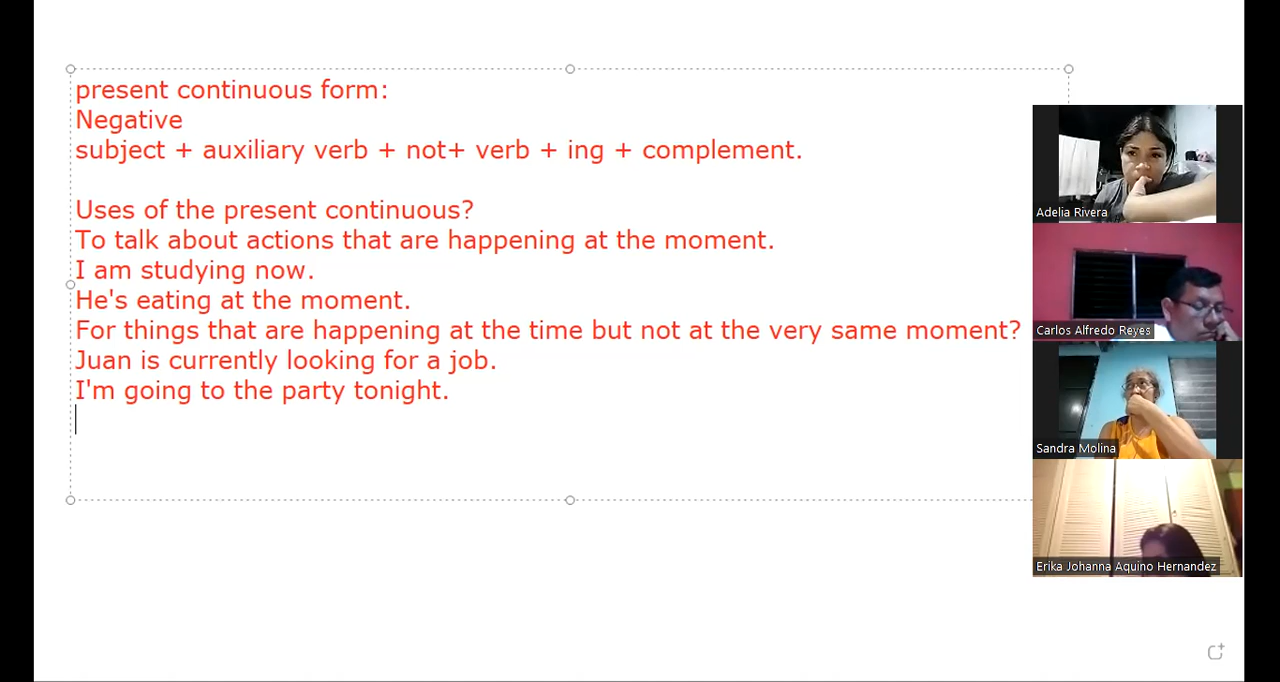 present continuous form:
Negative
subject + auxiliary verb + not+ verb + ing + complement.
Uses of the present continuous?
To talk about actions that are happening at the moment.
I am studying now.
He's eating at the moment.
For things that are happening at the time but not at the very same moment?
Juan is currently looking for a job.
I'm going to the party tonight.
Adelia Rivera
Carlos Alfredo Reyes
Sandra Molina
Erika Johanna Aquino Hernandez